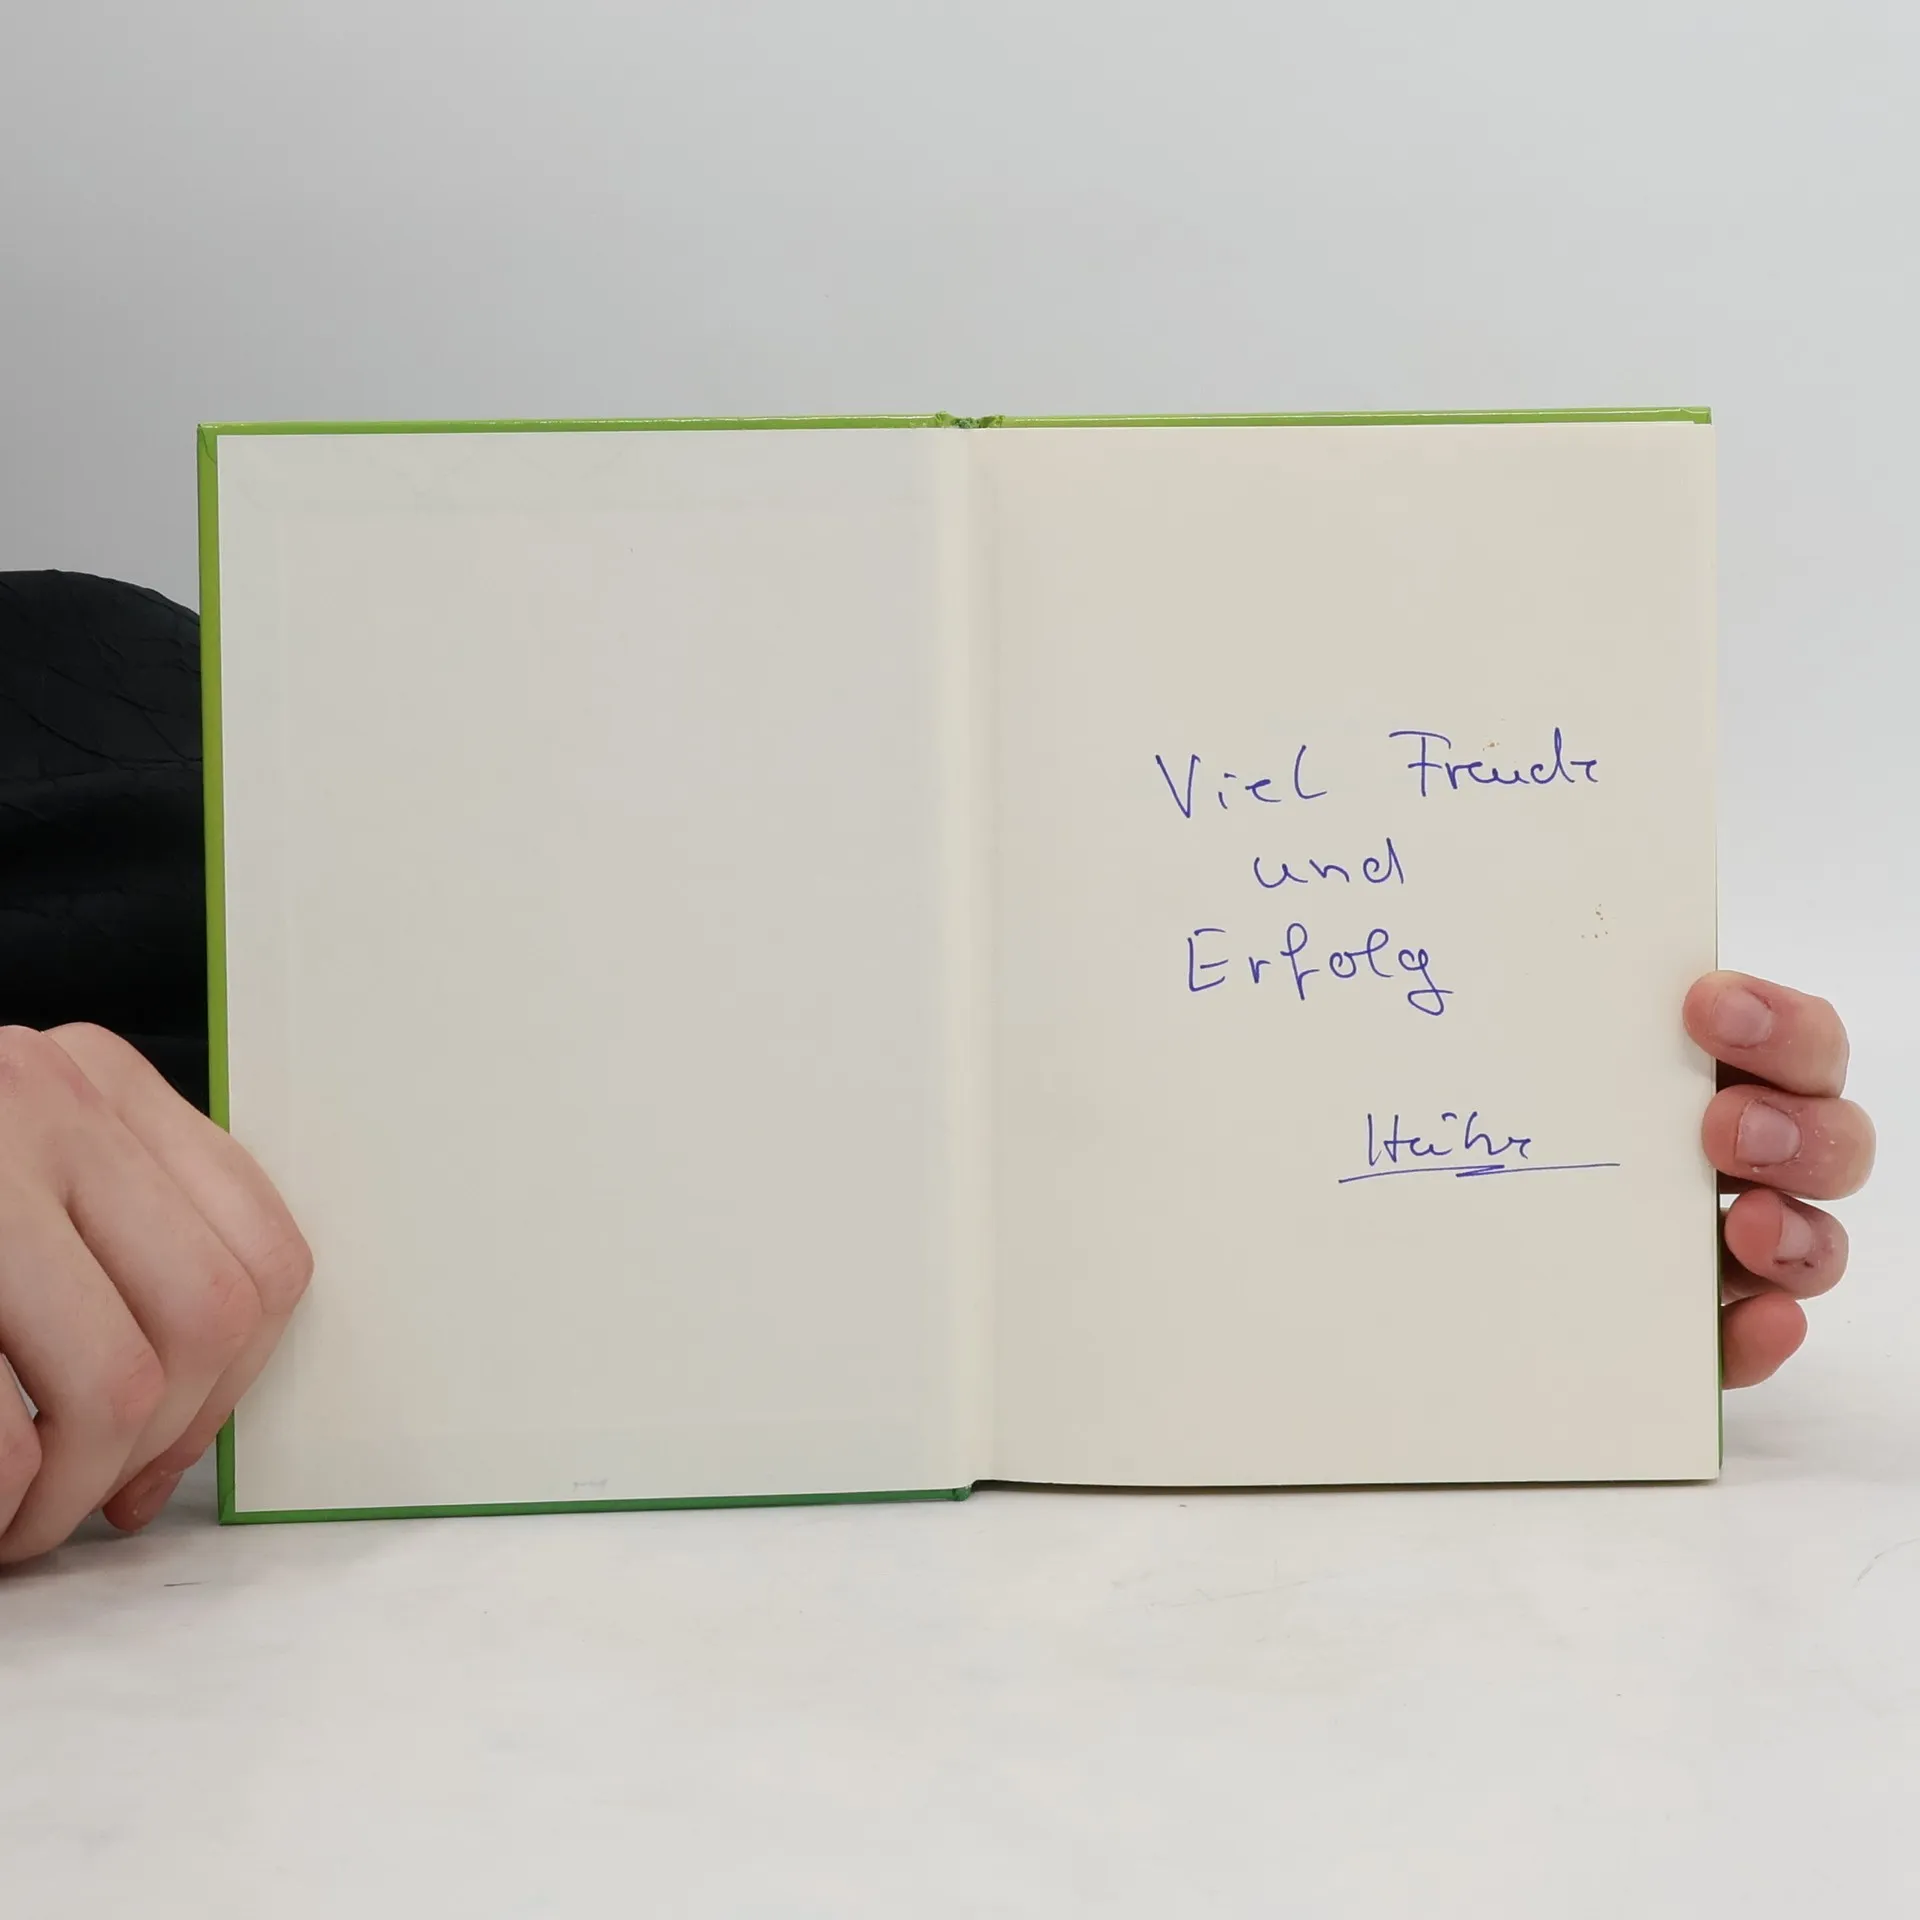 Viel Freude
und
Erfolg